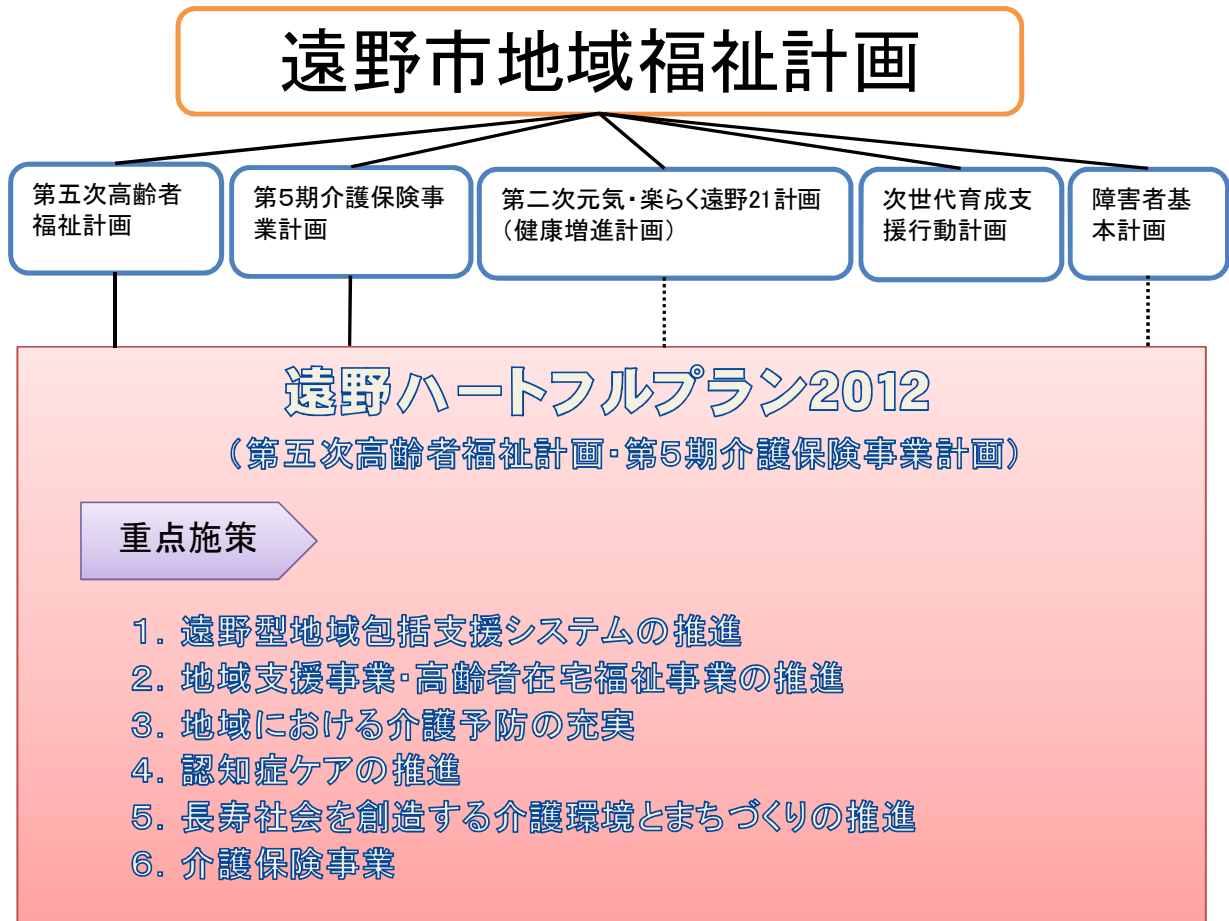 遠野市地域福祉計画
第五次高齢者
福祉計画
第5期介護保険事
業計画
第二次元気・楽らく遠野21計画
（健康増進計画）
次世代育成支
援行動計画
障害者基
本計画
遠野ハートフルプラン2012
（第五次高齢者福祉計画・第5期介護保険事業計画）
重点施策
1．遠野型地域包括支援システムの推進
2．地域支援事業・高齢者在宅福祉事業の推進
3．地域における介護予防の充実
4．認知症ケアの推進
5．長寿社会を創造する介護環境とまちづくりの推進
6．介護保険事業